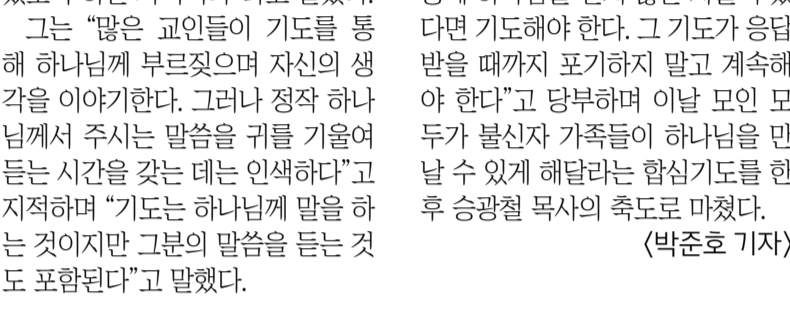 그는 “많은 교인들이 기도를 통
해 하나님께 부르짖으며 자신의 생
각을 이야기한다. 그러나 정작 하나
님께서 주시는 말씀을 귀를 기울여
듣는 시간을 갖는 데는 인색하다”고
지적하며 “기도는 하나님께 말을 하
는 것이지만 그분의 말씀을 듣는 것
도 포함된다”고 말했다.
다면 기도해야 한다. 그 기도가 응답
받을 때까지 포기하지 말고 계속해
야 한다”고 당부하며 이날 모인 모
두가 불신자 가족들이 하나님을 만
날 수 있게 해달라는 합심기도를 한
후 승광철 목사의 축도로 마쳤다.
〈박준호 기자〉